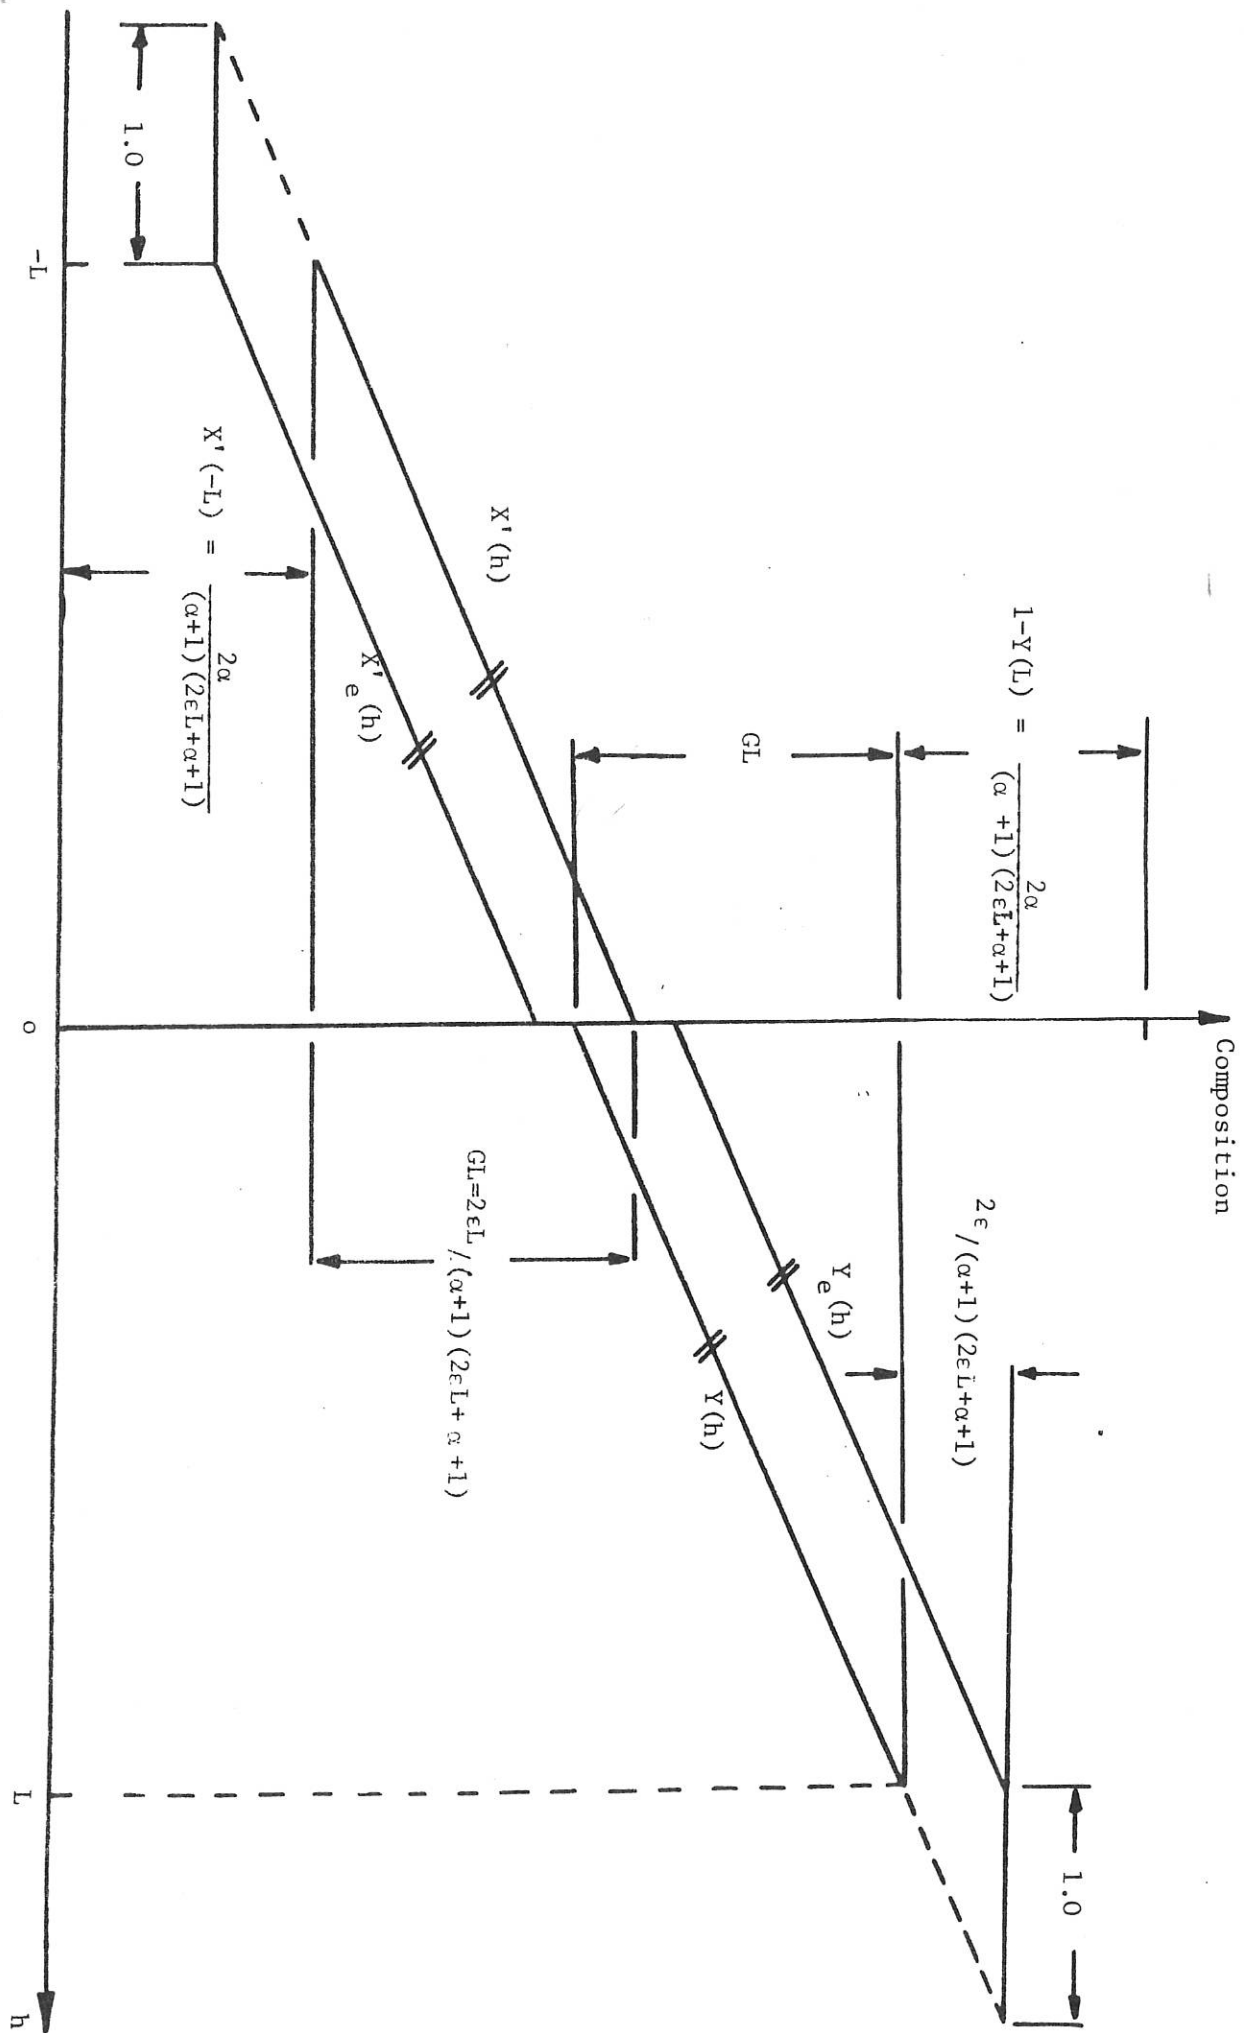 Composition
1-Y(L) = 2α
(α +1)(2εL+α+1)
2ε/(α+1)(2εL+α+1)
1.0
GL
Y
e
(h)
X'(h)
Y(h)
X'
e
(h)
GL=2εL/(α+1)(2εL+ α +1)
X'(-L) = 2α
(α+1)(2εL+α+1)
1.0
-L
o
L
h